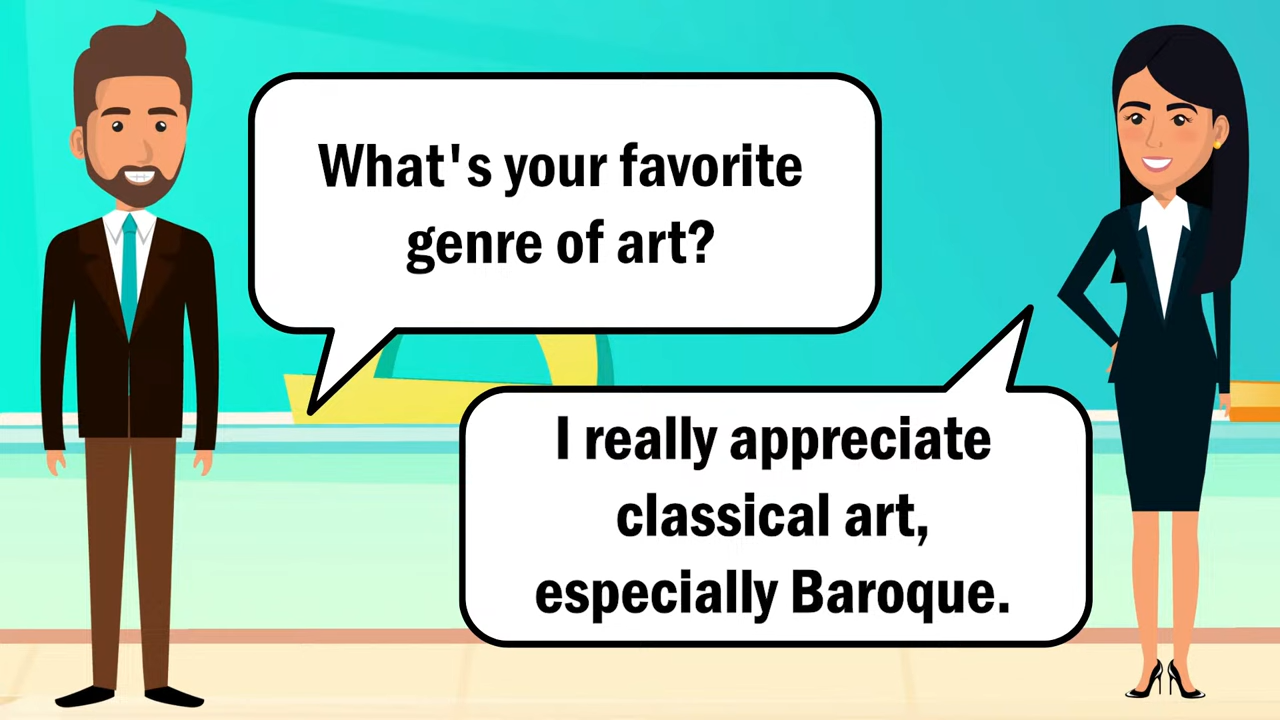 What's your favorite
genre of art?
I really appreciate
classical art,
especially Baroque.